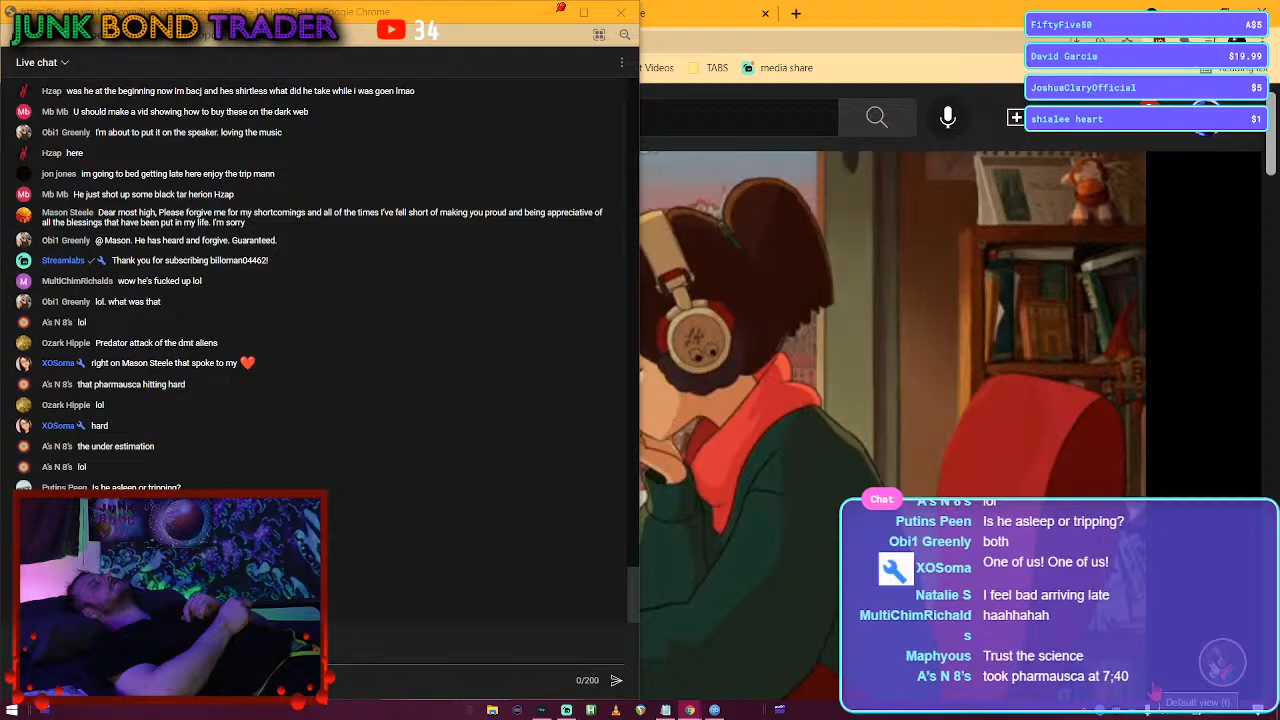 JUNK BOND TRADER
34
Google Chrome
Live chat
Hzap was he at the beginning now im bacj and hes shirtless what did he take while I was goen lmao
Mb Mb U should make a vid showing how to buy these on the dark web
Obi1 Greenly I'm about to put it on the speaker. loving the music
Hzap here
jon jones im going to bed getting late here enjoy the trip mann
Mb Mb He just shot up some black tar herion Hzap
Mason Steele Dear most high, Please forgive me for my shortcomings and all of the times I've fell short of making you proud and being appreciative of
all the blessings that have been put in my life. I'm sorry
Obi1 Greenly @ Mason. He has heard and forgive. Guaranteed.
Streamlabs Thank you for subscribing billoman04462!
MultiChimRichalds wow he's fucked up lol
Obi1 Greenly lol. what was that
A's N 8's lol
Ozark Hippie Predator attack of the dmt aliens
XOSoma right on Mason Steele that spoke to my
A's N 8's that pharmausca hitting hard
Ozark Hippie lol
XOSoma hard
A's N 8's the under estimation
A's N 8's lol
Putins Peen Is he asleep or tripping?
0/200
t Videos
TABS
media share
FiftyFive50 A$5
David Garcia $19.99
JoshuaClaryOfficial $5
shialee heart $1
Chat
A's N 8's lol
Putins Peen Is he asleep or tripping?
Obi1 Greenly both
XOSoma One of us! One of us!
Natalie S I feel bad arriving late
MultiChimRichald haahhahah
s
Maphyous Trust the science
A's N 8's took pharmausca at 7;40
Default view (t)